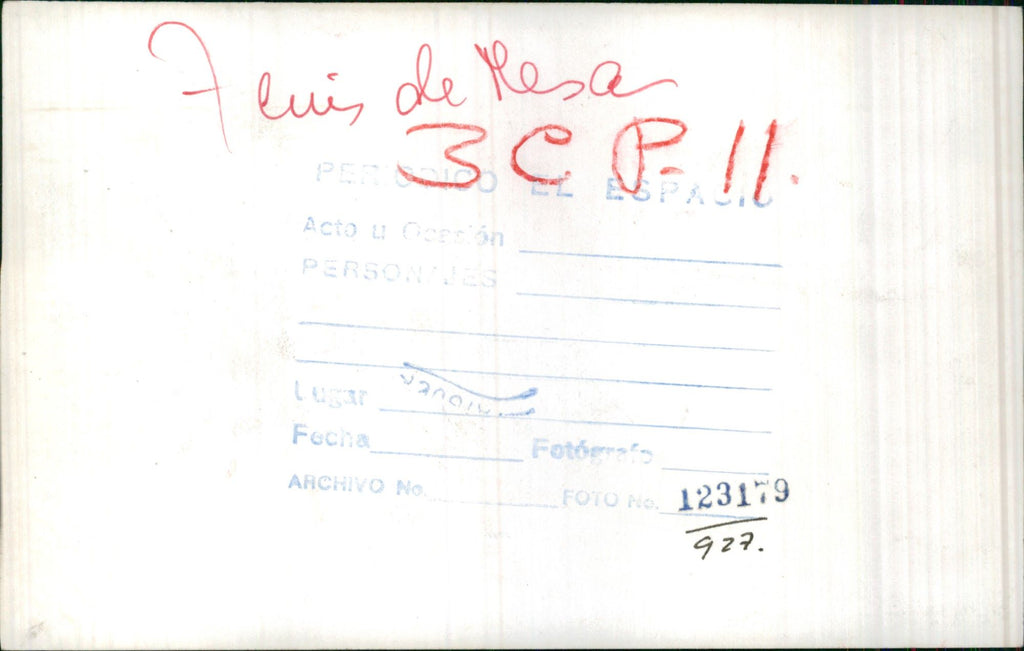 Tenis de Mesa
3 C P-11.
PERIODICO EL ESPACIO
Acto u Ocasión
PERSONAJES
Lugar
Fecha Fotógrafo
ARCHIVO No. FOTO No. 123179
927.